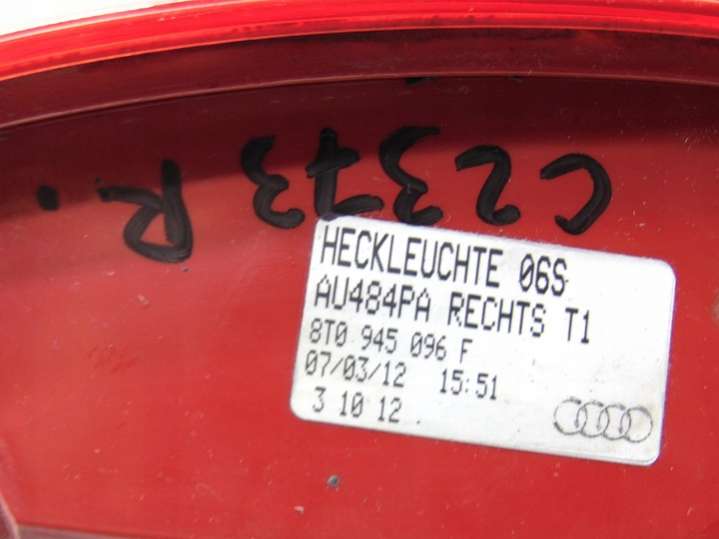 C2373 R.
HECKLEUCHTE 06S
AU484PA RECHTS T1
8T0 945 096 F
07/03/12 15:51
3 10 12